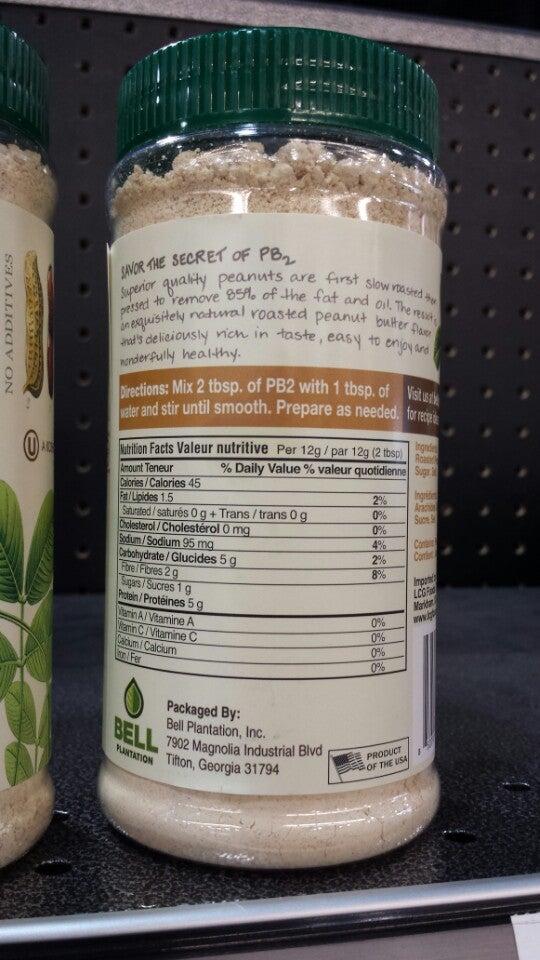 NO ADDITIVES
U
SAVOR THE SECRET OF PB2
Superior quality peanuts are first slow roasted then
pressed to remove 85% of the fat and oil. The result
an exquisitely natural roasted peanut butter flavor
that's deliciously rich in taste, easy to enjoy and
wonderfully healthy.
Directions: Mix 2 tbsp. of PB2 with 1 tbsp. of
water and stir until smooth. Prepare as needed.
Visit us at
for recipe
Nutrition Facts Valeur nutritive Per 12g / par 12g (2 tbsp)
Amount Teneur % Daily Value % valeur quotidienne
Calories / Calories 45
Fat / Lipides 1.5 2%
Saturated / saturés 0 g + Trans / trans 0 g 0%
Cholesterol / Cholestérol 0 mg 0%
Sodium / Sodium 95 mg 4%
Carbohydrate / Glucides 5 g 2%
Fibre / Fibres 2 g 8%
Sugars / Sucres 1 g
Protein / Protéines 5 g
Vitamin A / Vitamine A 0%
Vitamin C / Vitamine C 0%
Calcium / Calcium 0%
Iron / Fer 0%
Roasted
Sugar,
Sucre,
Imported
LCG
Markham,
BELL
PLANTATION
Packaged By:
Bell Plantation, Inc.
7902 Magnolia Industrial Blvd
Tifton, Georgia 31794
PRODUCT
OF THE USA